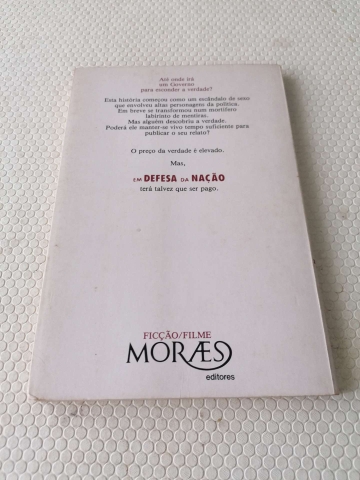 Até onde irá
um Governo
para esconder a verdade?
Esta história começou como um escândalo de sexo
que envolveu altas personagens da política.
Em breve se transformou num mortífero
labirinto de mentiras.
Mas alguém descobriu a verdade.
Poderá ele manter-se vivo tempo suficiente para
publicar o seu relato?
O preço da verdade é elevado.
Mas,
EM DEFESA DA NAÇÃO
terá talvez que ser pago.
FICÇÃO/FILME
MORÆS
editores